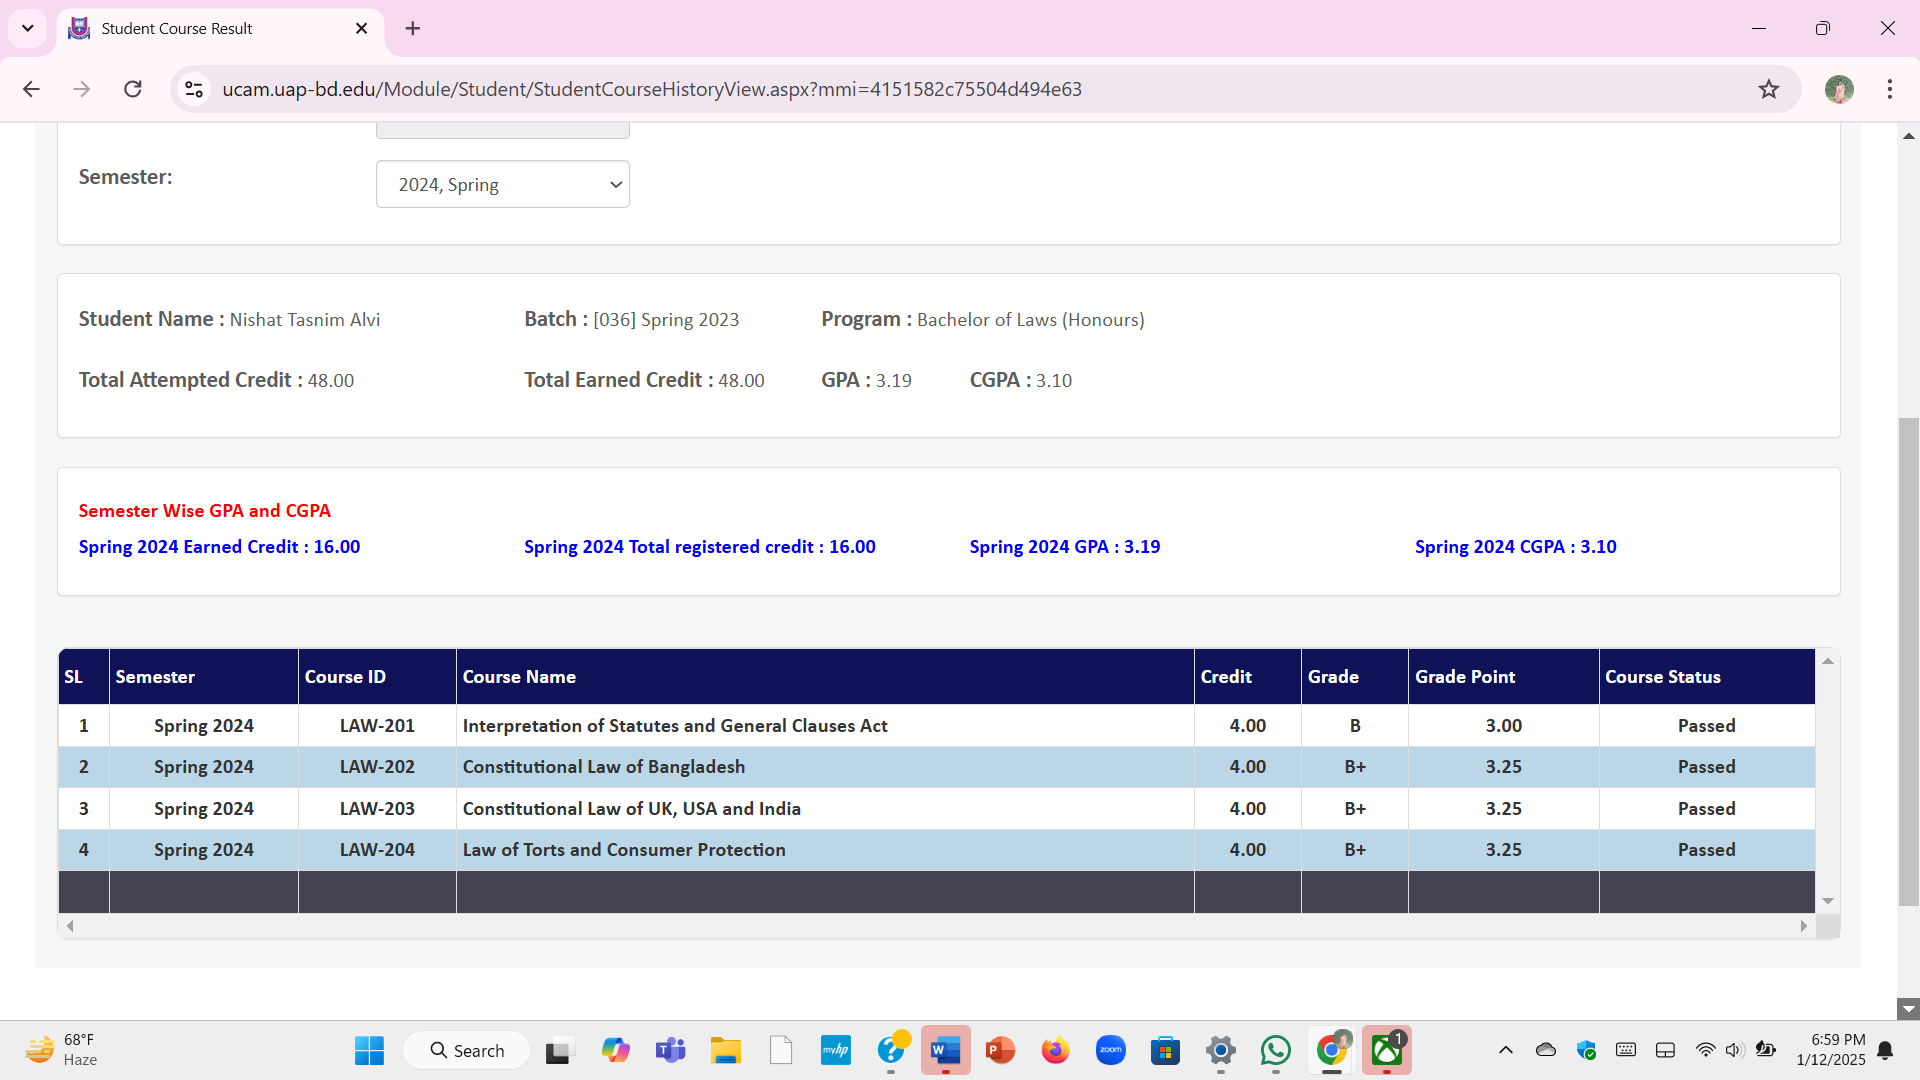 Student Course Result
ucam.uap-bd.edu/Module/Student/StudentCourseHistoryView.aspx?mmi=4151582c75504d494e63
Semester:
2024, Spring
Student Name : Nishat Tasnim Alvi Batch : [036] Spring 2023 Program : Bachelor of Laws (Honours)
Total Attempted Credit : 48.00 Total Earned Credit : 48.00 GPA : 3.19 CGPA : 3.10
Semester Wise GPA and CGPA
Spring 2024 Earned Credit : 16.00 Spring 2024 Total registered credit : 16.00 Spring 2024 GPA : 3.19 Spring 2024 CGPA : 3.10
SL Semester Course ID Course Name Credit Grade Grade Point Course Status
1 Spring 2024 LAW-201 Interpretation of Statutes and General Clauses Act 4.00 B 3.00 Passed
2 Spring 2024 LAW-202 Constitutional Law of Bangladesh 4.00 B+ 3.25 Passed
3 Spring 2024 LAW-203 Constitutional Law of UK, USA and India 4.00 B+ 3.25 Passed
4 Spring 2024 LAW-204 Law of Torts and Consumer Protection 4.00 B+ 3.25 Passed
68°F
Haze
Search
myhp
W
P
zoom
1
6:59 PM
1/12/2025